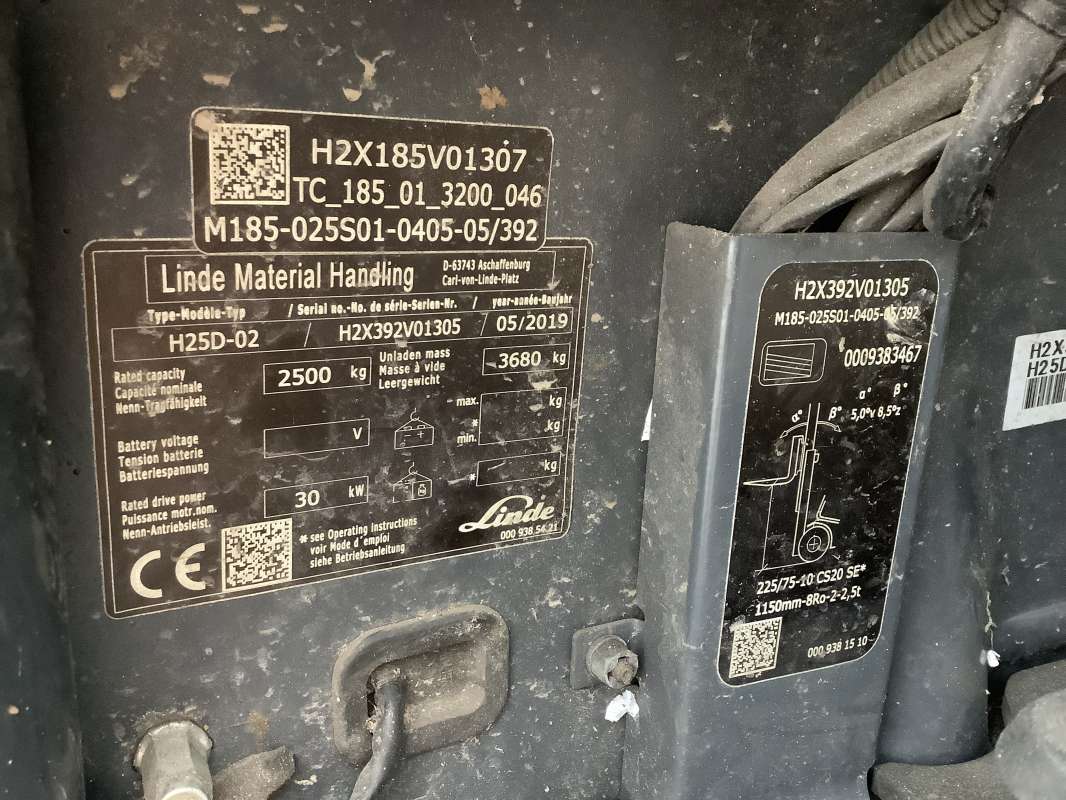 H2X185V01307
TC_185_01_3200_046
M185-025S01-0405-05/392
Linde Material Handling
D-63743 Aschaffenburg
Carl-von-Linde-Platz
Type-Modèle-Typ / Serial no.-No. de série-Serien-Nr. / year-année-Baujahr
H25D-02 / H2X392V01305 / 05/2019
Rated capacity
Capacité nominale
Nenn-Tragfähigkeit
2500 kg
Unladen mass
Masse à vide
Leergewicht
3680 kg
Battery voltage
Tension batterie
Batteriespannung
V
max. kg
*
min. kg
Rated drive power
Puissance motr.nom.
Nenn-Antriebsleist.
30 kW
* kg
CE
* see Operating instructions
voir Mode d'emploi
siehe Betriebsanleitung
Linde
000 938 54 21
H2X392V01305
M185-025S01-0405-05/392
0009383467
α° β°
5,0°v 8,5°z
α°
β°
225/75-10 CS20 SE*
1150mm-8Ro-2-2,5t
000 938 15 10
H2X
H25D